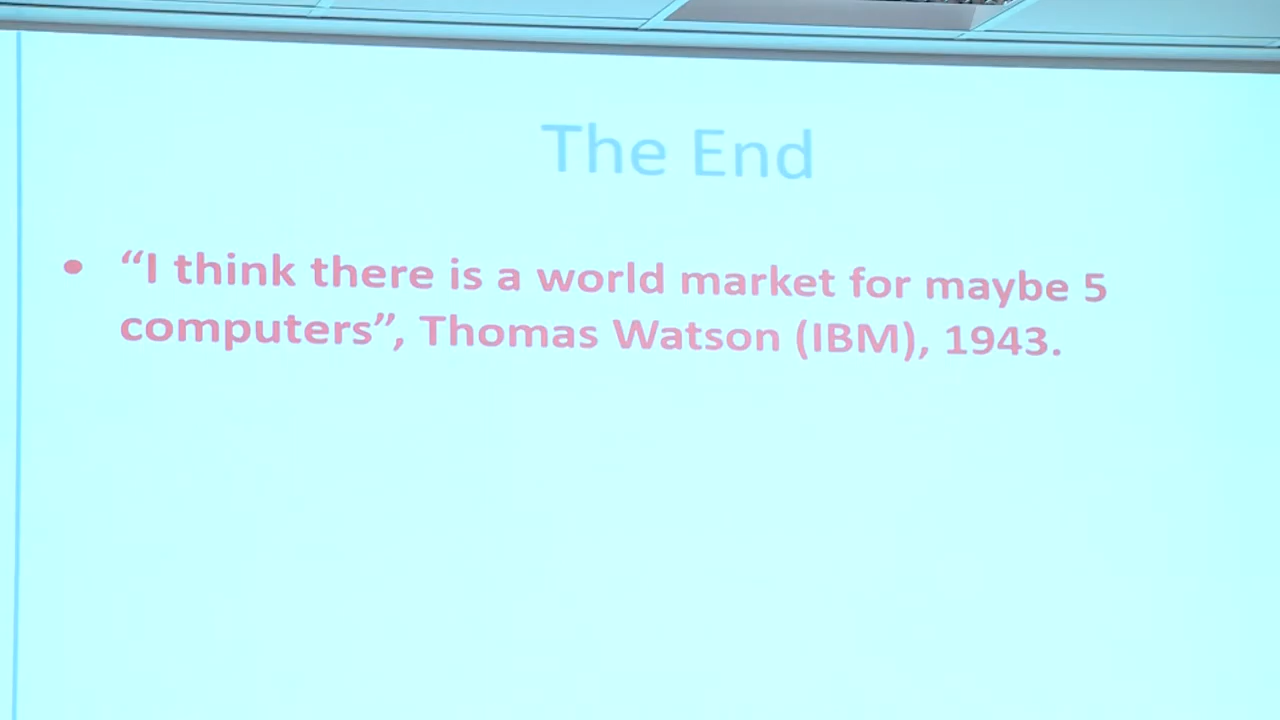 The End
• “I think there is a world market for maybe 5
computers”, Thomas Watson (IBM), 1943.